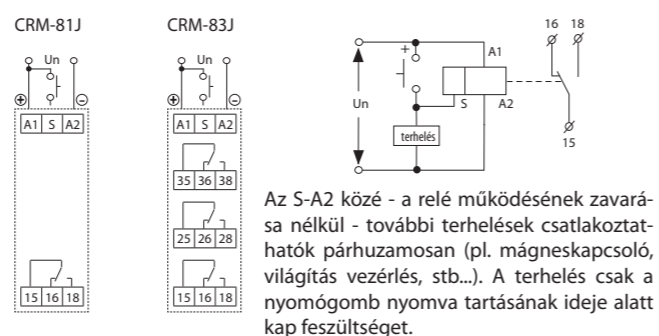 CRM-81J
CRM-83J
Un
+ -
A1 S A2
15 16 18
Un
+ -
A1 S A2
35 36 38
25 26 28
15 16 18
16 18
+
A1
Un
S A2
terhelés
15
Az S-A2 közé - a relé működésének zavará-
sa nélkül - további terhelések csatlakoztat-
hatók párhuzamosan (pl. mágneskapcsoló,
világítás vezérlés, stb...). A terhelés csak a
nyomógomb nyomva tartásának ideje alatt
kap feszültséget.